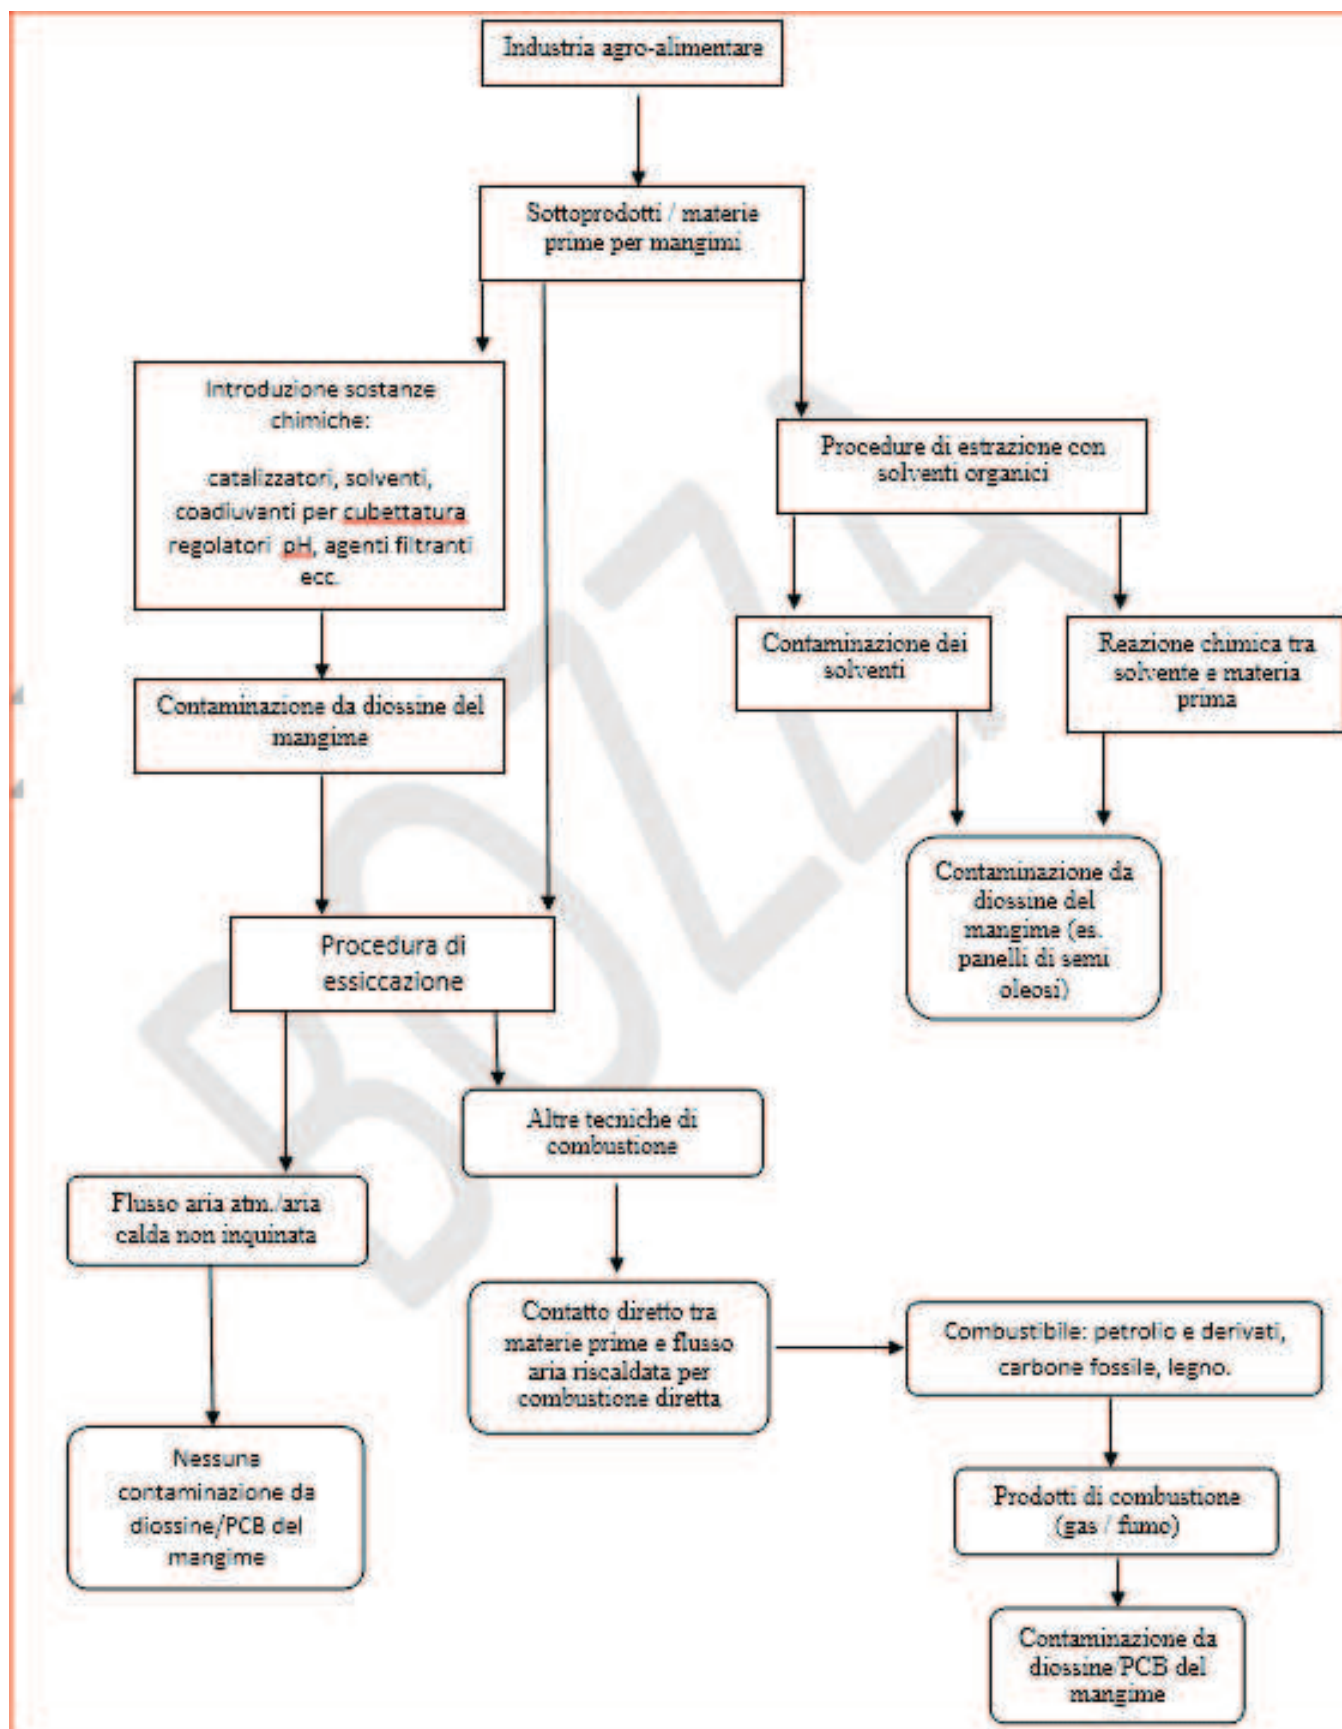 Industria agro-alimentare
Sottoprodotti / materie
prime per mangimi
Introduzione sostanze
chimiche:
catalizzatori, solventi,
coadiuvanti per cubettatura
regolatori pH, agenti filtranti
ecc.
Procedure di estrazione con
solventi organici
Contaminazione dei
solventi
Reazione chimica tra
solvente e materia
prima
Contaminazione da diossine del
mangime
Contaminazione da
diossine del
mangime (es.
panelli di semi
oleosi)
Procedura di
essiccazione
Altre tecniche di
combustione
Flusso aria atm./aria
calda non inquinata
Contatto diretto tra
materie prime e flusso
aria riscaldata per
combustione diretta
Combustibile: petrolio e derivati,
carbone fossile, legno.
Nessuna
contaminazione da
diossine/PCB del
mangime
Prodotti di combustione
(gas / fumo)
Contaminazione da
diossine/PCB del
mangime
BOZZA